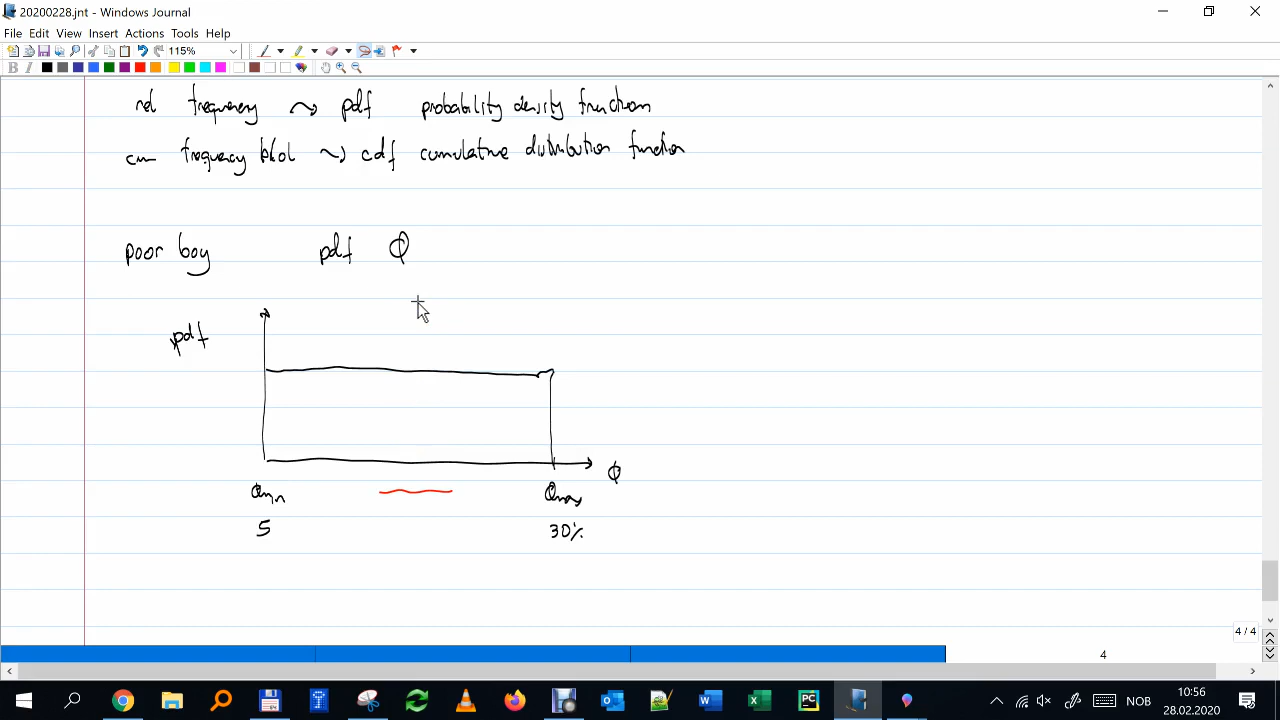 20200228.jnt - Windows Journal
File Edit View Insert Actions Tools Help
115%
B I
rel frequency ~> pdf probability density function
cum frequency plot ~> cdf cumulative distribution function
poor boy pdf Φ
pdf
Φ
Φmin Φmax
5 30%
4 / 4
4
NOB
10:56
28.02.2020